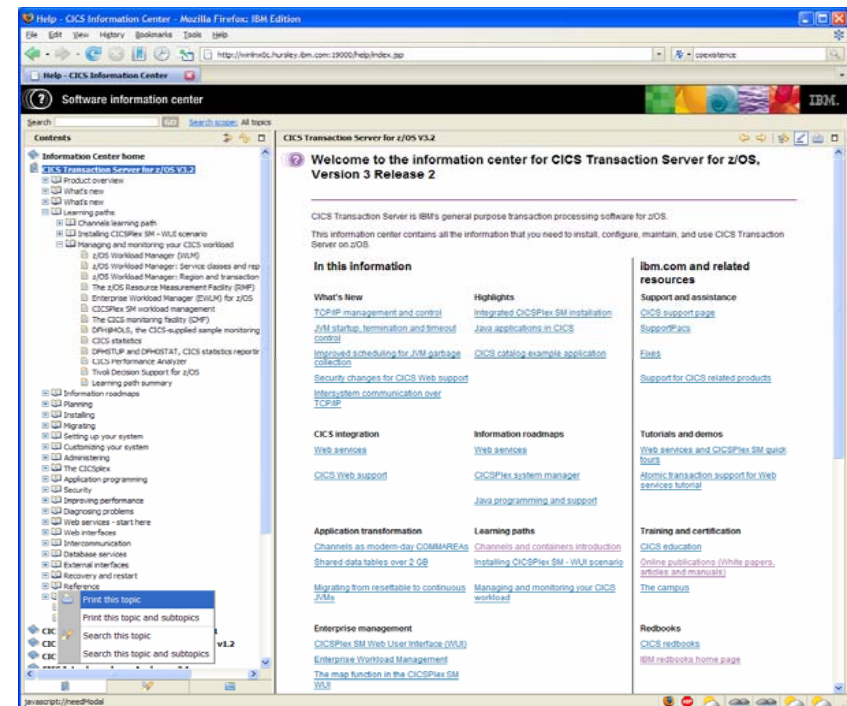 Help - CICS Information Center - Mozilla Firefox: IBM Edition
File Edit View History Bookmarks Tools Help
http://winlnx0c.hursley.ibm.com:19000/help/index.jsp
coexistence
Help - CICS Information Center
Software information center
IBM.
Search
GO
Search scope: All topics
Contents
Information Center home
CICS Transaction Server for z/OS V3.2
Product overview
What's new
What's new
Learning paths
Channels learning path
Installing CICSPlex SM - WUI scenario
Managing and monitoring your CICS workload
z/OS Workload Manager (WLM)
z/OS Workload Manager: Service classes and rep
z/OS Workload Manager: Region and transaction
The z/OS Resource Measurement Facility (RMF)
Enterprise Workload Manager (EWLM) for z/OS
CICSPlex SM workload management
The CICS monitoring facility (CMF)
DFH$MOLS, the CICS-supplied sample monitoring
CICS statistics
DFHSTUP and DFH0STAT, CICS statistics reportir
CICS Performance Analyzer
Tivoli Decision Support for z/OS
Learning path summary
Information roadmaps
Planning
Installing
Migrating
Setting up your system
Customizing your system
Administering
The CICSplex
Application programming
Security
Improving performance
Diagnosing problems
Web services - start here
Web interfaces
Intercommunication
Database services
External interfaces
Recovery and restart
Reference
Print this topic
Print this topic and subtopics
Search this topic
Search this topic and subtopics
CIC
CIC v1.2
CIC
javascript://needModal
CICS Transaction Server for z/OS V3.2
Welcome to the information center for CICS Transaction Server for z/OS,
Version 3 Release 2
CICS Transaction Server is IBM's general purpose transaction processing software for z/OS.
This information center contains all the information that you need to install, configure, maintain, and use CICS Transaction
Server on z/OS.
In this information
What's New
TCP/IP management and control
JVM startup, termination and timeout
control
Improved scheduling for JVM garbage
collection
Security changes for CICS Web support
Intersystem communication over
TCP/IP
Highlights
Integrated CICSPlex SM installation
Java applications in CICS
CICS catalog example application
ibm.com and related
resources
Support and assistance
CICS support page
SupportPacs
Fixes
Support for CICS related products
CICS integration
Web services
CICS Web support
Information roadmaps
Web services
CICSPlex system manager
Java programming and support
Tutorials and demos
Web services and CICSPlex SM quick
tours
Atomic transaction support for Web
services tutorial
Application transformation
Channels as modern-day COMMAREAs
Shared data tables over 2 GB
Migrating from resettable to continuous
JVMs
Learning paths
Channels and containers introduction
Installing CICSPlex SM - WUI scenario
Managing and monitoring your CICS
workload
Training and certification
CICS education
Online publications (White papers,
articles and manuals)
The campus
Enterprise management
CICSPlex SM Web User Interface (WUI)
Enterprise Workload Management
The map function in the CICSPlex SM
WUI
Redbooks
CICS redbooks
IBM redbooks home page